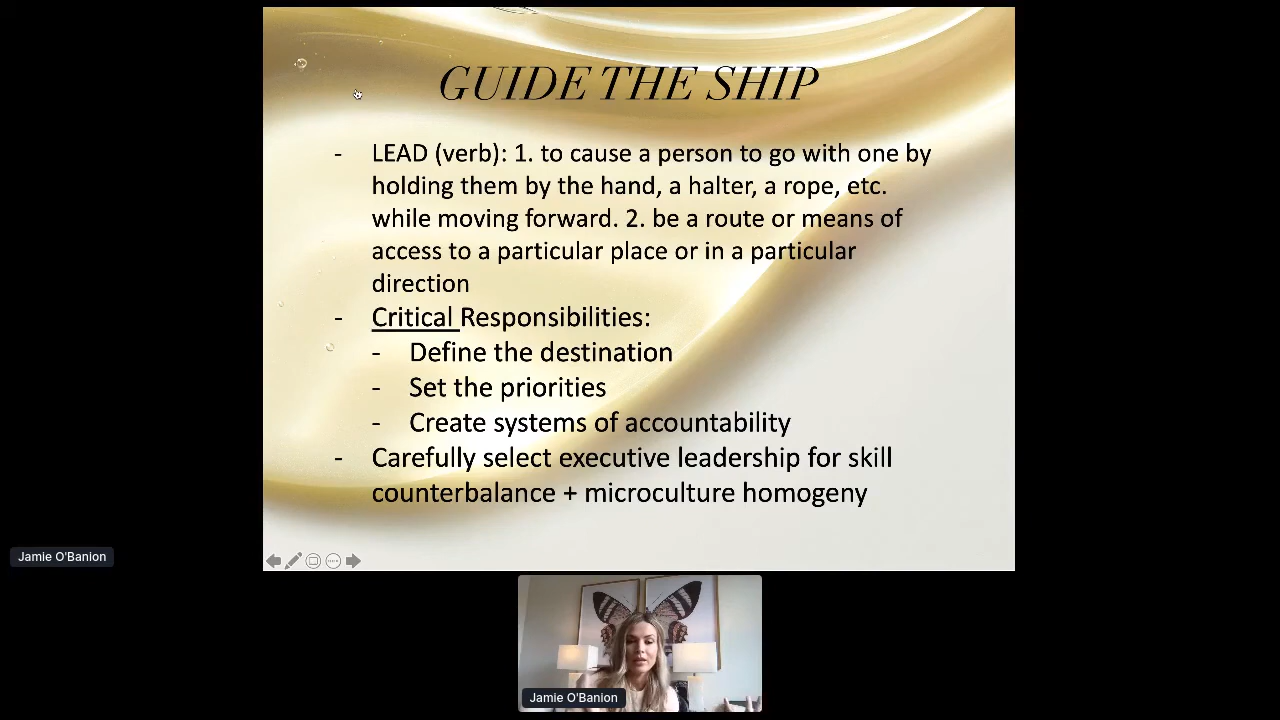 GUIDE THE SHIP
- LEAD (verb): 1. to cause a person to go with one by
holding them by the hand, a halter, a rope, etc.
while moving forward. 2. be a route or means of
access to a particular place or in a particular
direction
- Critical Responsibilities:
- Define the destination
- Set the priorities
- Create systems of accountability
- Carefully select executive leadership for skill
counterbalance + microculture homogeny
Jamie O'Banion
Jamie O'Banion